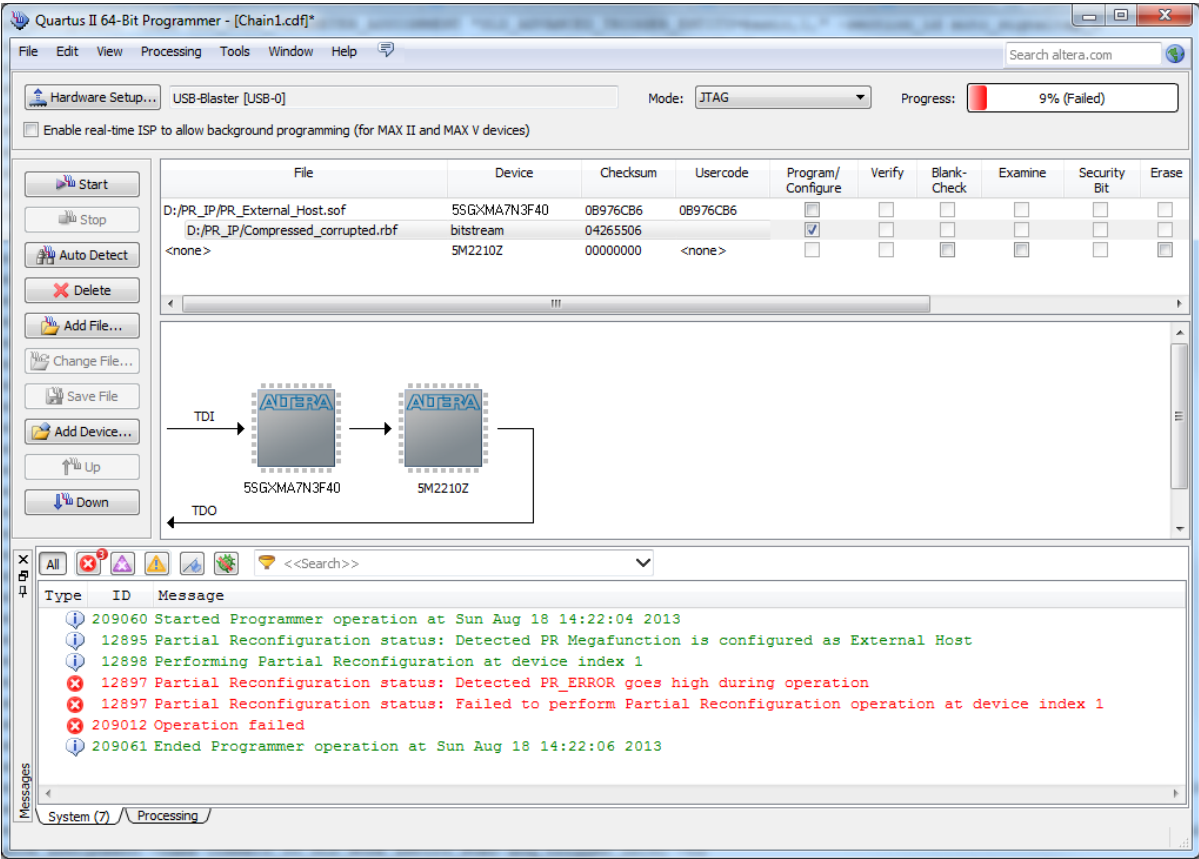 Quartus II 64-Bit Programmer - [Chain1.cdf]*
File Edit View Processing Tools Window Help
Search altera.com
Hardware Setup... USB-Blaster [USB-0] Mode: JTAG Progress: 9% (Failed)
Enable real-time ISP to allow background programming (for MAX II and MAX V devices)
Start
Stop
Auto Detect
Delete
Add File...
Change File...
Save File
Add Device...
Up
Down
File Device Checksum Usercode Program/ Verify Blank- Examine Security Erase
Configure Check Bit
D:/PR_IP/PR_External_Host.sof 5SGXMA7N3F40 0B976CB6 0B976CB6
D:/PR_IP/Compressed_corrupted.rbf bitstream 04265506
<none> 5M2210Z 00000000 <none>
ALTERA ALTERA
TDI
5SGXMA7N3F40 5M2210Z
TDO
All 3 <<Search>>
Type ID Message
209060 Started Programmer operation at Sun Aug 18 14:22:04 2013
12895 Partial Reconfiguration status: Detected PR Megafunction is configured as External Host
12898 Performing Partial Reconfiguration at device index 1
12897 Partial Reconfiguration status: Detected PR_ERROR goes high during operation
12897 Partial Reconfiguration status: Failed to perform Partial Reconfiguration operation at device index 1
209012 Operation failed
209061 Ended Programmer operation at Sun Aug 18 14:22:06 2013
Messages
System (7) Processing